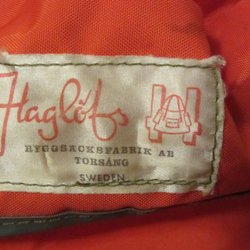 Haglöfs
RYGGSÄCKSFABRIK AB
TORSÅNG
SWEDEN